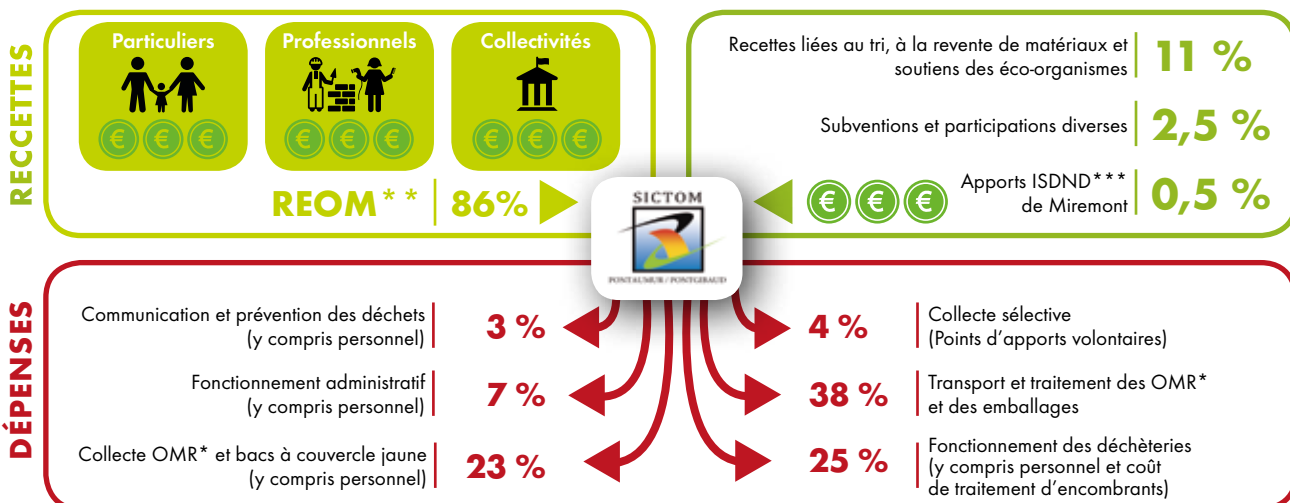 RECCETTES
Particuliers
Professionnels
Collectivités
€ € €
€ € €
€ € €
REOM** 86%
Recettes liées au tri, à la revente de matériaux et
soutiens des éco-organismes
11 %
Subventions et participations diverses
2,5 %
€ € €
Apports ISDND***
de Miremont
0,5 %
SICTOM
PONTAUMUR / PONTGIBAUD
DÉPENSES
Communication et prévention des déchets
(y compris personnel)
3 %
Fonctionnement administratif
(y compris personnel)
7 %
Collecte OMR* et bacs à couvercle jaune
(y compris personnel)
23 %
4 %
Collecte sélective
(Points d'apports volontaires)
38 %
Transport et traitement des OMR*
et des emballages
25 %
Fonctionnement des déchèteries
(y compris personnel et coût
de traitement d'encombrants)